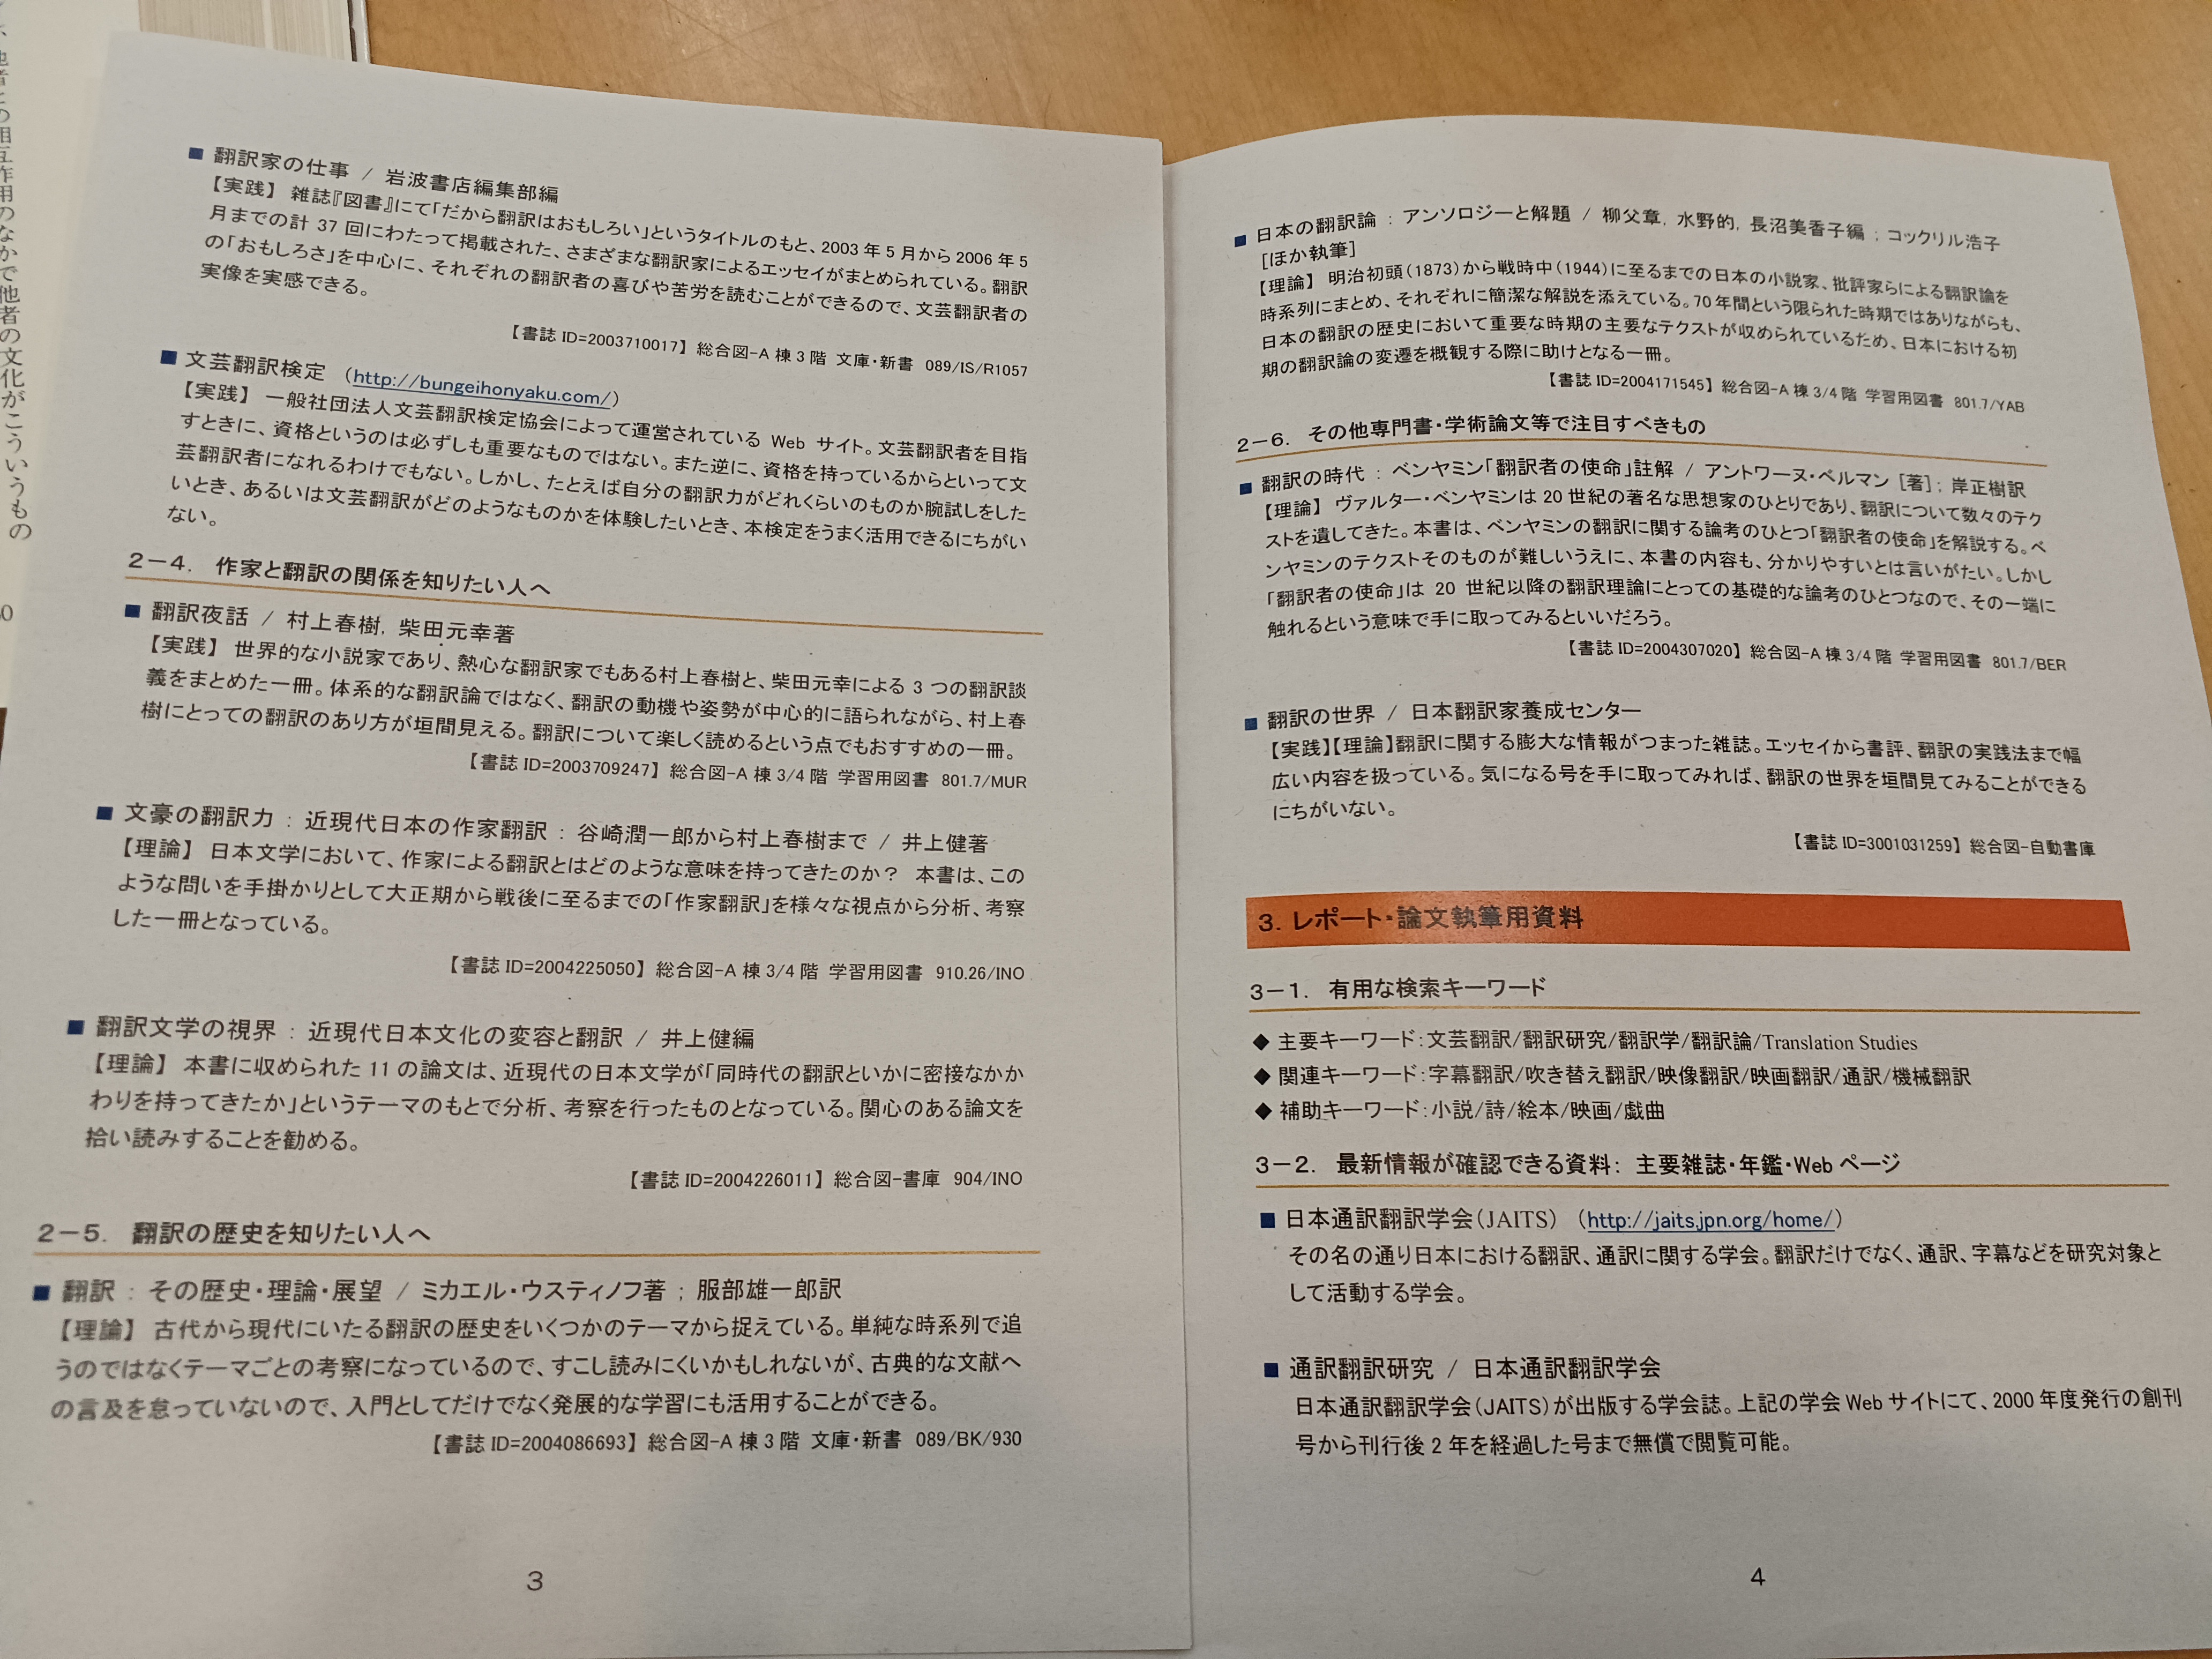 他者との相互作用のなかで他者の文化がこういうもの
■ 翻訳家の仕事 / 岩波書店編集部編
【実践】 雑誌『図書』にて「だから翻訳はおもしろい」というタイトルのもと、2003 年 5 月から 2006 年 5
月までの計 37 回にわたって掲載された、さまざまな翻訳家によるエッセイがまとめられている。翻訳
の「おもしろさ」を中心に、それぞれの翻訳者の喜びや苦労を読むことができるので、文芸翻訳者の
実像を実感できる。
【書誌 ID=2003710017】 総合図-A 棟 3 階 文庫・新書 089/IS/R1057
■ 文芸翻訳検定 （http://bungeihonyaku.com/）
【実践】 一般社団法人文芸翻訳検定協会によって運営されている Web サイト。文芸翻訳者を目指
すときに、資格というのは必ずしも重要なものではない。また逆に、資格を持っているからといって文
芸翻訳者になれるわけでもない。しかし、たとえば自分の翻訳力がどれくらいのものか腕試しをした
いとき、あるいは文芸翻訳がどのようなものかを体験したいとき、本検定をうまく活用できるにちがい
ない。
2－4． 作家と翻訳の関係を知りたい人へ
■ 翻訳夜話 / 村上春樹, 柴田元幸著
【実践】 世界的な小説家であり、熱心な翻訳家でもある村上春樹と、柴田元幸による 3 つの翻訳談
義をまとめた一冊。体系的な翻訳論ではなく、翻訳の動機や姿勢が中心的に語られながら、村上春
樹にとっての翻訳のあり方が垣間見える。翻訳について楽しく読めるという点でもおすすめの一冊。
【書誌 ID=2003709247】 総合図-A 棟 3/4 階 学習用図書 801.7/MUR
■ 文豪の翻訳力 : 近現代日本の作家翻訳 : 谷崎潤一郎から村上春樹まで / 井上健著
【理論】 日本文学において、作家による翻訳とはどのような意味を持ってきたのか？ 本書は、この
ような問いを手掛かりとして大正期から戦後に至るまでの「作家翻訳」を様々な視点から分析、考察
した一冊となっている。
【書誌 ID=2004225050】 総合図-A 棟 3/4 階 学習用図書 910.26/INO
■ 翻訳文学の視界 : 近現代日本文化の変容と翻訳 / 井上健編
【理論】 本書に収められた 11 の論文は、近現代の日本文学が「同時代の翻訳といかに密接なかか
わりを持ってきたか」というテーマのもとで分析、考察を行ったものとなっている。関心のある論文を
拾い読みすることを勧める。
【書誌 ID=2004226011】 総合図-書庫 904/INO
2－5． 翻訳の歴史を知りたい人へ
■ 翻訳 : その歴史・理論・展望 / ミカエル・ウスティノフ著 ; 服部雄一郎訳
【理論】 古代から現代にいたる翻訳の歴史をいくつかのテーマから捉えている。単純な時系列で追
うのではなくテーマごとの考察になっているので、すこし読みにくいかもしれないが、古典的な文献へ
の言及を怠っていないので、入門としてだけでなく発展的な学習にも活用することができる。
【書誌 ID=2004086693】 総合図-A 棟 3 階 文庫・新書 089/BK/930
3
■ 日本の翻訳論 : アンソロジーと解題 / 柳父章, 水野的, 長沼美香子編 ; コックリル浩子
[ほか執筆]
【理論】 明治初頭（1873）から戦時中（1944）に至るまでの日本の小説家、批評家らによる翻訳論を
時系列にまとめ、それぞれに簡潔な解説を添えている。70 年間という限られた時期ではありながらも、
日本の翻訳の歴史において重要な時期の主要なテクストが収められているため、日本における初
期の翻訳論の変遷を概観する際に助けとなる一冊。
【書誌 ID=2004171545】 総合図-A 棟 3/4 階 学習用図書 801.7/YAB
2－6． その他専門書・学術論文等で注目すべきもの
■ 翻訳の時代 : ベンヤミン「翻訳者の使命」註解 / アントワーヌ・ベルマン [著] ; 岸正樹訳
【理論】 ヴァルター・ベンヤミンは 20 世紀の著名な思想家のひとりであり、翻訳について数々のテク
ストを遺してきた。本書は、ベンヤミンの翻訳に関する論考のひとつ「翻訳者の使命」を解説する。ベ
ンヤミンのテクストそのものが難しいうえに、本書の内容も、分かりやすいとは言いがたい。しかし
「翻訳者の使命」は 20 世紀以降の翻訳理論にとっての基礎的な論考のひとつなので、その一端に
触れるという意味で手に取ってみるといいだろう。
【書誌 ID=2004307020】 総合図-A 棟 3/4 階 学習用図書 801.7/BER
■ 翻訳の世界 / 日本翻訳家養成センター
【実践】【理論】翻訳に関する膨大な情報がつまった雑誌。エッセイから書評、翻訳の実践法まで幅
広い内容を扱っている。気になる号を手に取ってみれば、翻訳の世界を垣間見てみることができる
にちがいない。
【書誌 ID=3001031259】 総合図-自動書庫
3. レポート・論文執筆用資料
3－1． 有用な検索キーワード
◆ 主要キーワード：文芸翻訳/翻訳研究/翻訳学/翻訳論/Translation Studies
◆ 関連キーワード：字幕翻訳/吹き替え翻訳/映像翻訳/映画翻訳/通訳/機械翻訳
◆ 補助キーワード：小説/詩/絵本/映画/戯曲
3－2． 最新情報が確認できる資料： 主要雑誌・年鑑・Web ページ
■ 日本通訳翻訳学会（JAITS） （http://jaits.jpn.org/home/）
その名の通り日本における翻訳、通訳に関する学会。翻訳だけでなく、通訳、字幕などを研究対象と
して活動する学会。
■ 通訳翻訳研究 / 日本通訳翻訳学会
日本通訳翻訳学会（JAITS）が出版する学会誌。上記の学会 Web サイトにて、2000 年度発行の創刊
号から刊行後 2 年を経過した号まで無償で閲覧可能。
4